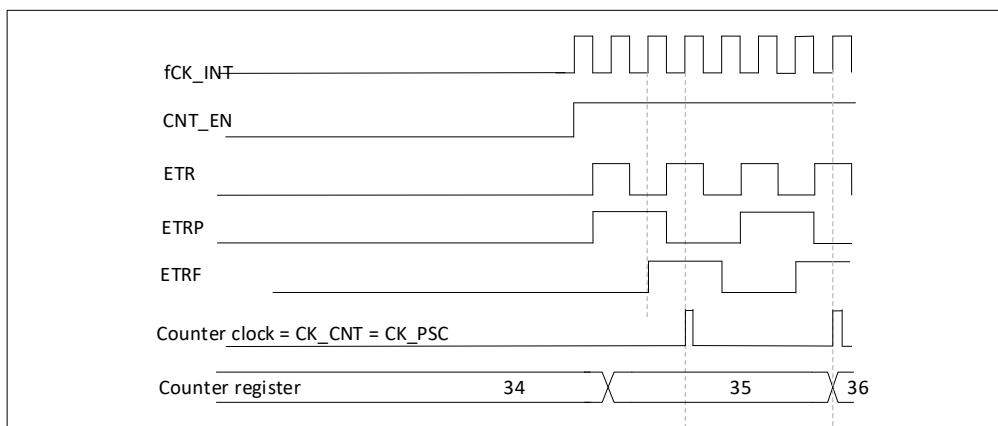 fCK_INT
CNT_EN
ETR
ETRP
ETRF
Counter clock = CK_CNT = CK_PSC
Counter register 34 35 36